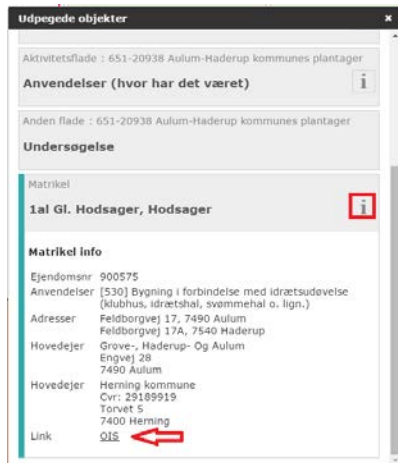 Udpegede objekter ×
Aktivitetsflade : 651-20938 Aulum-Haderup kommunes plantager
Anvendelser (hvor har det været) i
Anden flade : 651-20938 Aulum-Haderup kommunes plantager
Undersøgelse
Matrikel
1al Gl. Hodsager, Hodsager i
Matrikel info
Ejendomsnr 900575
Anvendelser [530] Bygning i forbindelse med idrætsudøvelse
(klubhus, idrætshal, svømmehal o. lign.)
Adresser Feldborgvej 17, 7490 Aulum
Feldborgvej 17A, 7540 Haderup
Hovedejer Grove-, Haderup- Og Aulum
Engvej 28
7490 Aulum
Hovedejer Herning kommune
Cvr: 29189919
Torvet 5
7400 Herning
Link OIS